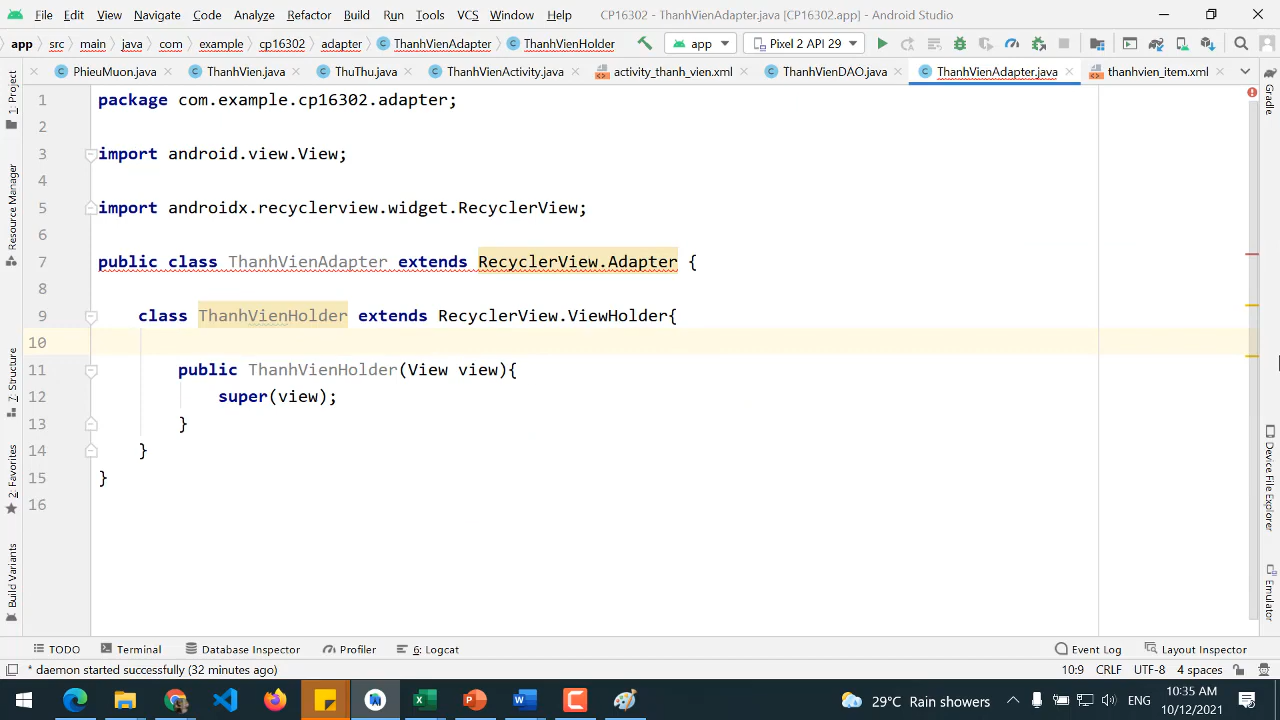 File Edit View Navigate Code Analyze Refactor Build Run Tools VCS Window Help CP16302 - ThanhVienAdapter.java [CP16302.app] - Android Studio
app src main java com example cp16302 adapter ThanhVienAdapter ThanhVienHolder app Pixel 2 API 29
PhieuMuon.java ThanhVien.java ThuThu.java ThanhVienActivity.java activity_thanh_vien.xml ThanhVienDAO.java ThanhVienAdapter.java thanhvien_item.xml
1: Project
Resource Manager
7: Structure
2: Favorites
Build Variants
1 package com.example.cp16302.adapter;
2
3 import android.view.View;
4
5 import androidx.recyclerview.widget.RecyclerView;
6
7 public class ThanhVienAdapter extends RecyclerView.Adapter {
8
9 class ThanhVienHolder extends RecyclerView.ViewHolder{
10
11 public ThanhVienHolder(View view){
12 super(view);
13 }
14 }
15 }
16
Gradle
Device File Explorer
Emulator
TODO Terminal Database Inspector Profiler 6: Logcat Event Log Layout Inspector
* daemon started successfully (32 minutes ago) 10:9 CRLF UTF-8 4 spaces
29°C Rain showers ENG 10:35 AM
10/12/2021